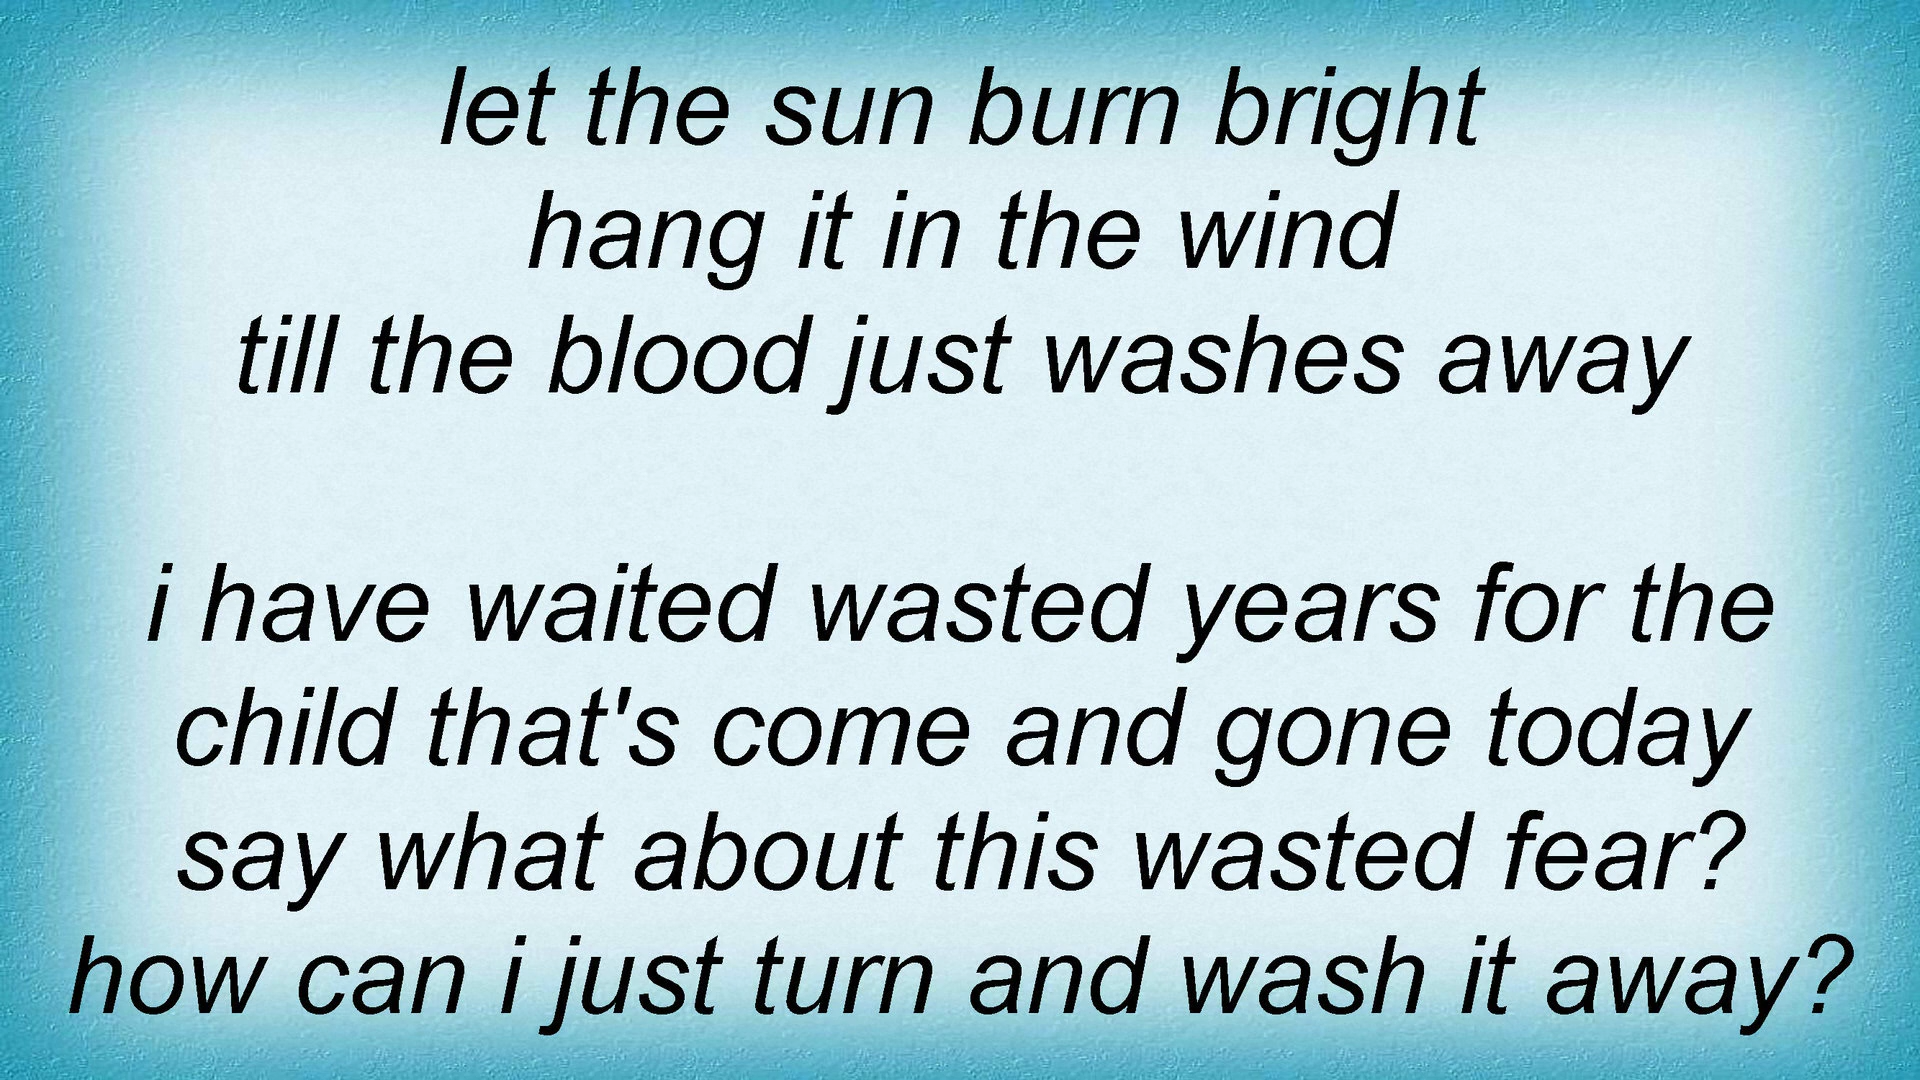 let the sun burn bright
hang it in the wind
till the blood just washes away
i have waited wasted years for the
child that's come and gone today
say what about this wasted fear?
how can i just turn and wash it away?